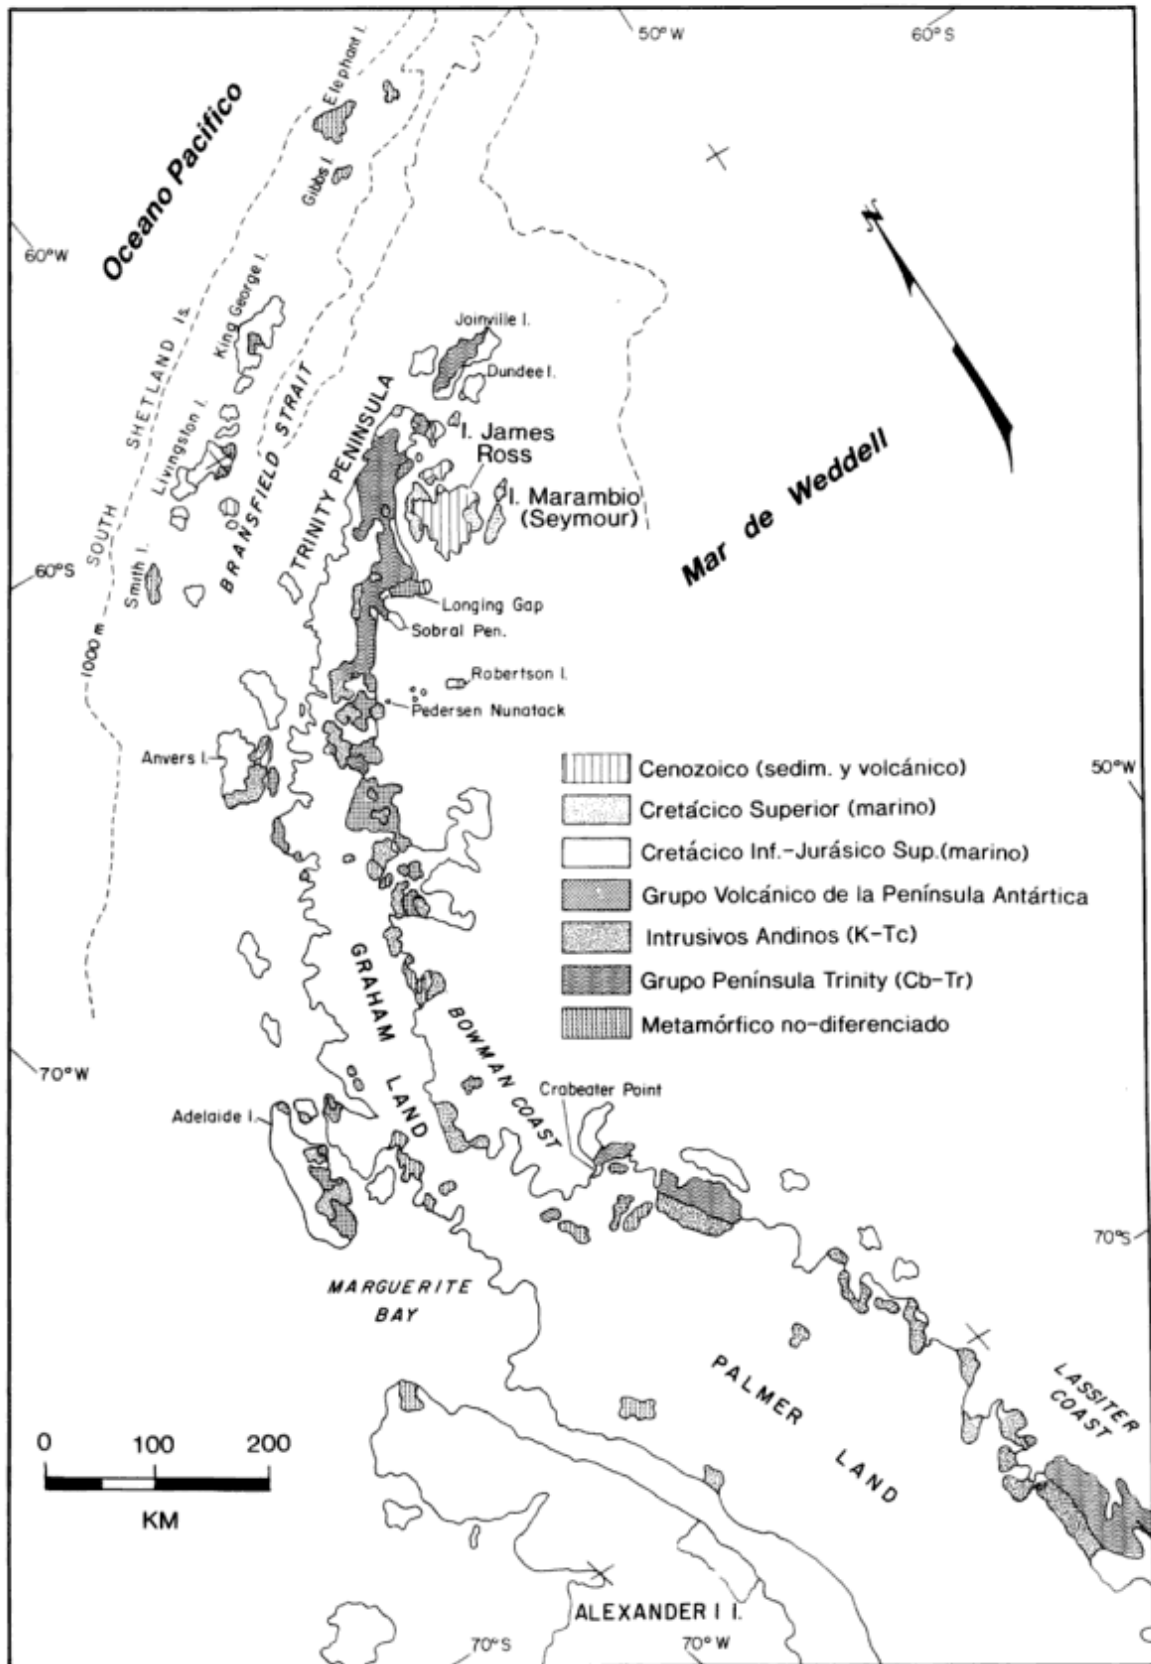 50°W
60°S
Elephant I.
Oceano Pacifico
Gibbs I.
N
60°W
King George I.
SOUTH SHETLAND Is.
Joinville I.
Dundee I.
BRANSFIELD STRAIT
TRINITY PENINSULA
Livingston I.
I. James
Ross
I. Marambio
(Seymour)
Mar de Weddell
60°S
Smith I.
Longing Gap
Sobral Pen.
1000m
Robertson I.
Pedersen Nunatack
Anvers I.
50°W
Cenozoico (sedim. y volcánico)
Cretácico Superior (marino)
Cretácico Inf.-Jurásico Sup.(marino)
Grupo Volcánico de la Península Antártica
Intrusivos Andinos (K-Tc)
Grupo Península Trinity (Cb-Tr)
Metamórfico no-diferenciado
GRAHAM LAND
BOWMAN COAST
70°W
Crabeater Point
Adelaide I.
70°S
MARGUERITE
BAY
PALMER LAND
LASSITER
COAST
0 100 200
KM
ALEXANDER I I.
70°S
70°W